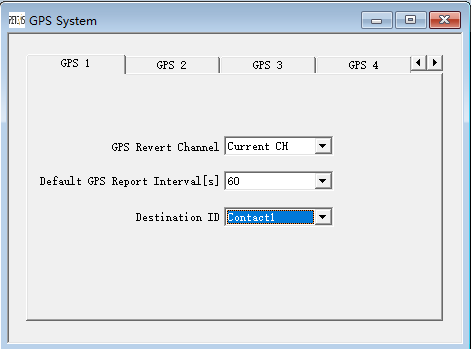 GPS System
GPS 1 GPS 2 GPS 3 GPS 4
GPS Revert Channel Current CH
Default GPS Report Interval[s] 60
Destination ID Contact1